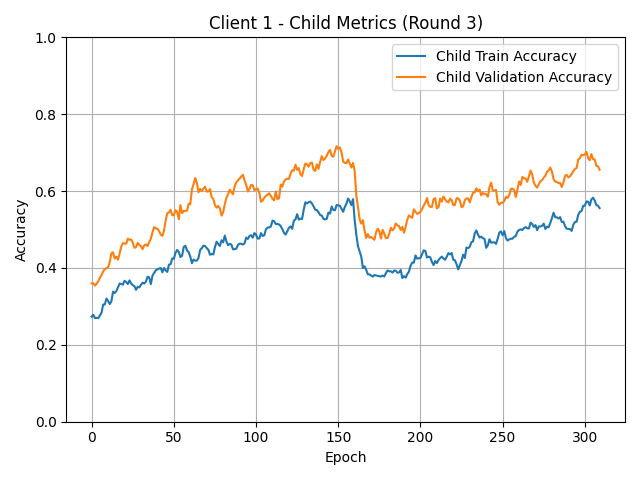 Client 1 - Child Metrics (Round 3)
Child Train Accuracy
Child Validation Accuracy
1.0
0.8
0.6
0.4
0.2
0.0
Accuracy
0 50 100 150 200 250 300
Epoch